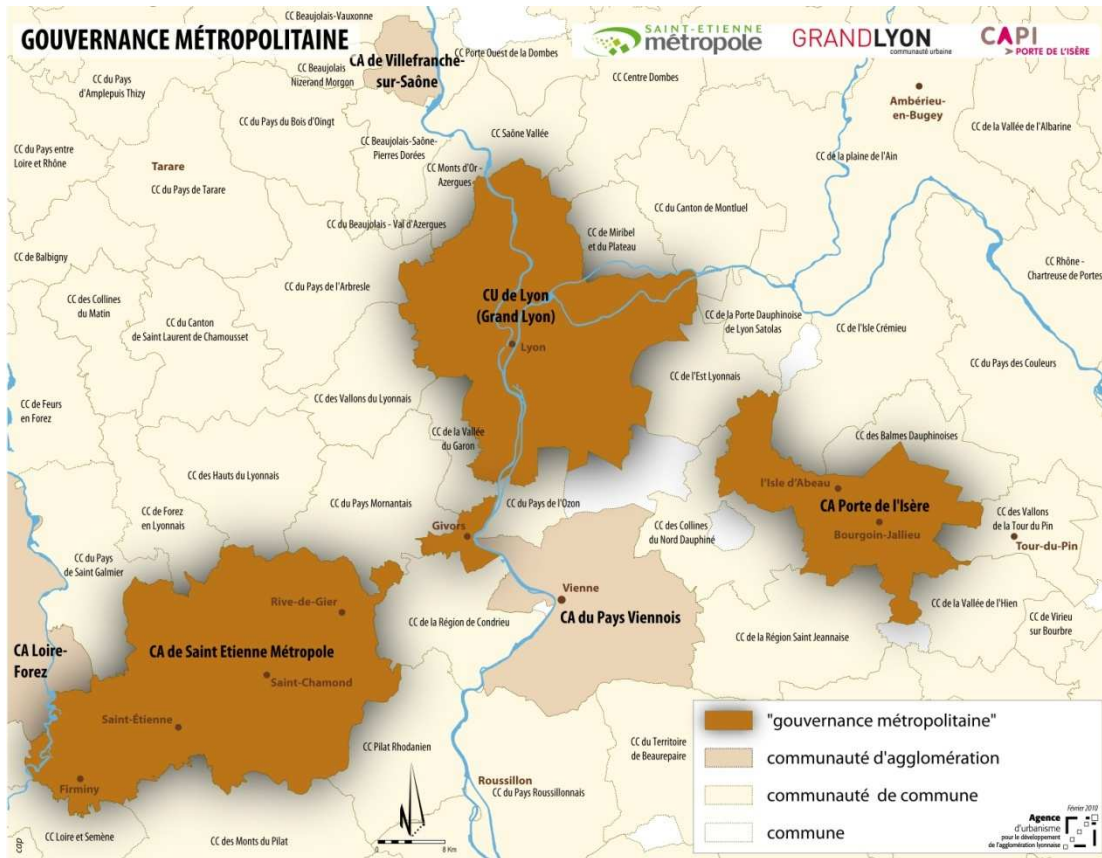 GOUVERNANCE MÉTROPOLITAINE
SAINT-ETIENNE
métropole
GRANDLYON
communauté urbaine
CAPI
PORTE DE L'ISÈRE
CC Beaujolais-Vauxonne
CC Porte Ouest de la Dombes
CA de Villefranche-
sur-Saône
CC Beaujolais
Nizerand Morgon
CC du Pays
d'Amplepuis Thizy
CC Centre Dombes
Ambérieu-
en-Bugey
CC du Pays du Bois d'Oingt
CC Saône Vallée
CC de la Vallée de l'Albarine
CC Beaujolais-Saône-
Pierres Dorées
CC du Pays entre
Loire et Rhône
Tarare
CC de la plaine de l'Ain
CC Monts d'Or -
Azergues
CC du Pays de Tarare
CC du Canton de Montluel
CC du Beaujolais - Val d'Azergues
CC de Miribel
et du Plateau
CC de Balbigny
CC Rhône -
Chartreuse de Portes
CC du Pays de l'Arbresle
CC des Collines
du Matin
CU de Lyon
(Grand Lyon)
CC du Canton
de Saint Laurent de Chamousset
CC de la Porte Dauphinoise
de Lyon Satolas
CC de l'Isle Crémieu
Lyon
CC du Pays des Couleurs
CC de l'Est Lyonnais
CC de Feurs
en Forez
CC des Vallons du Lyonnais
CC de la Vallée
du Garon
CC des Balmes Dauphinoises
CC des Hauts du Lyonnais
l'Isle d'Abeau
CC du Pays Mornantais
CC du Pays de l'Ozon
CA Porte de l'Isère
CC de Forez
en Lyonnais
Givors
CC des Collines
du Nord Dauphiné
Bourgoin-Jallieu
CC des Vallons
de la Tour du Pin
Tour-du-Pin
CC du Pays
de Saint Galmier
Vienne
Rive-de-Gier
CC de la Région de Condrieu
CA du Pays Viennois
CC de la Vallée de l'Hien
CC de Virieu
sur Bourbre
CC de la Région Saint Jeannaise
CA Loire-
Forez
CA de Saint Etienne Métropole
Saint-Chamond
Saint-Étienne
CC Pilat Rhodanien
CC du Territoire
de Beaurepaire
Firminy
Roussillon
CC du Pays Roussillonnais
CC Loire et Semène
CC des Monts du Pilat
N
0 8 Km
cap
"gouvernance métropolitaine"
communauté d'agglomération
communauté de commune
commune
Février 2010
Agence
d'urbanisme
pour le développement
de l'agglomération lyonnaise